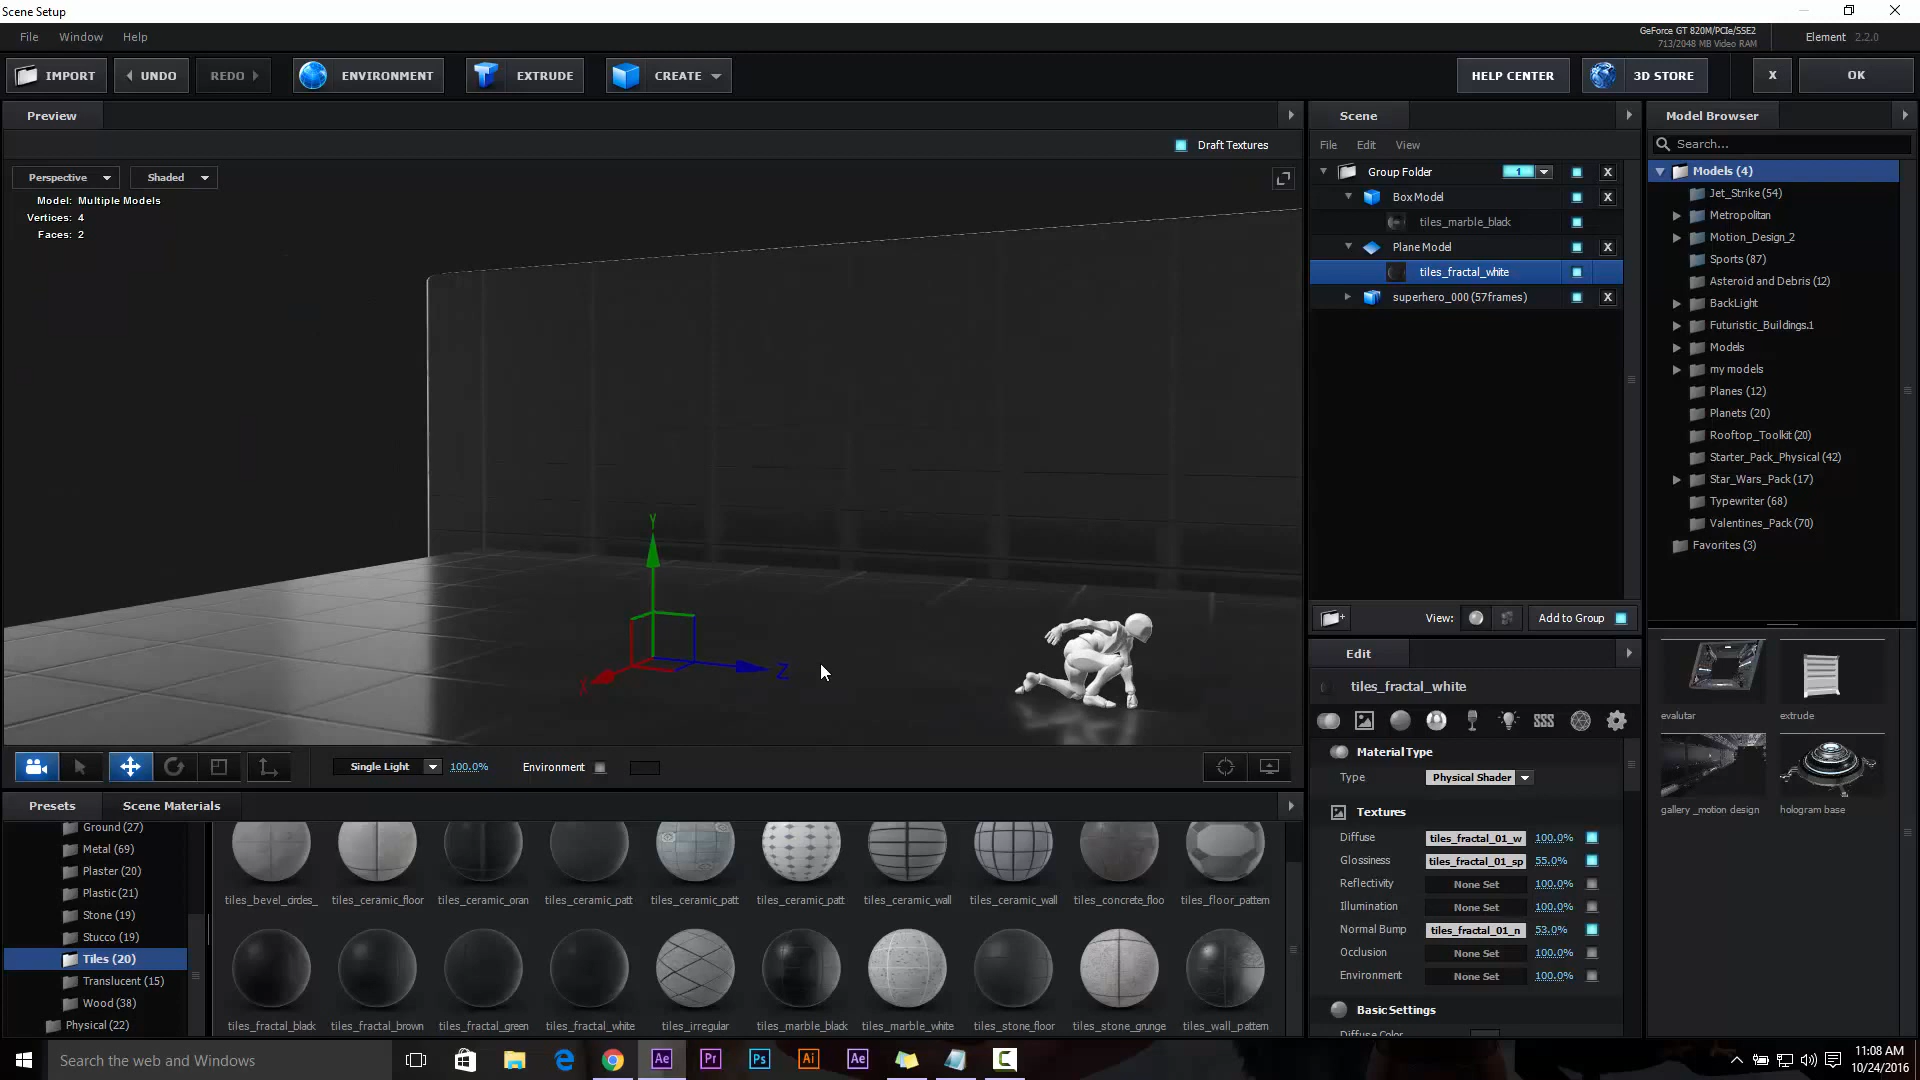 Scene Setup
File Window Help
GeForce GT 820M/PCIe/SSE2
713/2048 MB Video RAM
Element 2.2.0
IMPORT UNDO REDO ENVIRONMENT EXTRUDE CREATE HELP CENTER 3D STORE X OK
Preview
Draft Textures
Perspective Shaded
Model: Multiple Models
Vertices: 4
Faces: 2
Y
X
Z
Single Light 100.0% Environment
Scene
File Edit View
Group Folder 1 X
Box Model X
tiles_marble_black
Plane Model X
tiles_fractal_white
superhero_000 (57frames) X
View: Add to Group
Edit
tiles_fractal_white
SSS
Material Type
Type Physical Shader
Textures
Diffuse tiles_fractal_01_w 100.0%
Glossiness tiles_fractal_01_sp 55.0%
Reflectivity None Set 100.0%
Illumination None Set 100.0%
Normal Bump tiles_fractal_01_n 53.0%
Occlusion None Set 100.0%
Environment None Set 100.0%
Basic Settings
Diffuse Color
Model Browser
Search...
Models (4)
Jet_Strike (54)
Metropolitan
Motion_Design_2
Sports (87)
Asteroid and Debris (12)
BackLight
Futuristic_Buildings.1
Models
my models
Planes (12)
Planets (20)
Rooftop_Toolkit (20)
Starter_Pack_Physical (42)
Star_Wars_Pack (17)
Typewriter (68)
Valentines_Pack (70)
Favorites (3)
evalutar extrude
gallery _motion design hologram base
Presets Scene Materials
Ground (27)
Metal (69)
Plaster (20)
Plastic (21)
Stone (19)
Stucco (19)
Tiles (20)
Translucent (15)
Wood (38)
Physical (22)
tiles_bevel_circles_ tiles_ceramic_floor tiles_ceramic_oran tiles_ceramic_patt tiles_ceramic_patt tiles_ceramic_patt tiles_ceramic_wall tiles_ceramic_wall tiles_concrete_floo tiles_floor_pattern
tiles_fractal_black tiles_fractal_brown tiles_fractal_green tiles_fractal_white tiles_irregular tiles_marble_black tiles_marble_white tiles_stone_floor tiles_stone_grunge tiles_wall_pattern
Search the web and Windows
Ae Pr Ps Ai Ae
11:08 AM
10/24/2016